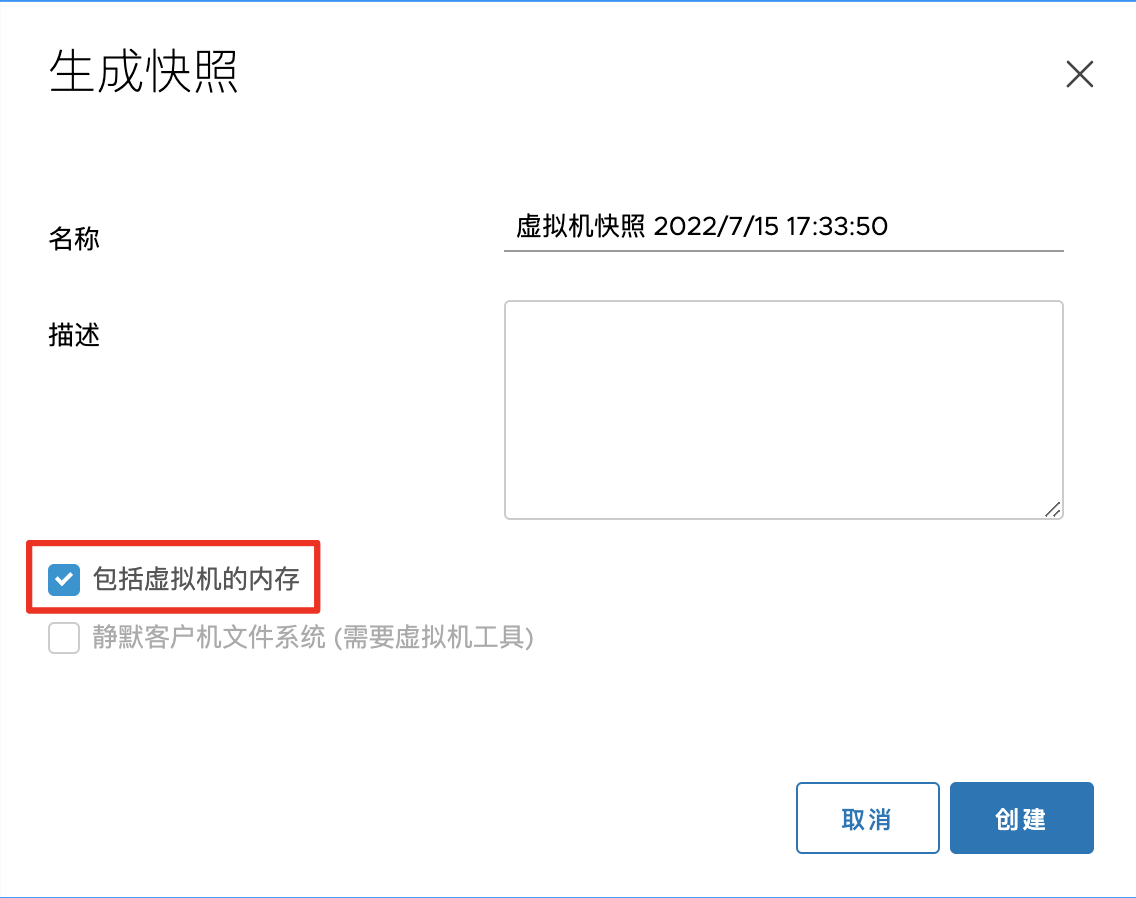 生成快照
名称
虚拟机快照 2022/7/15 17:33:50
描述
包括虚拟机的内存
静默客户机文件系统 (需要虚拟机工具)
取消
创建